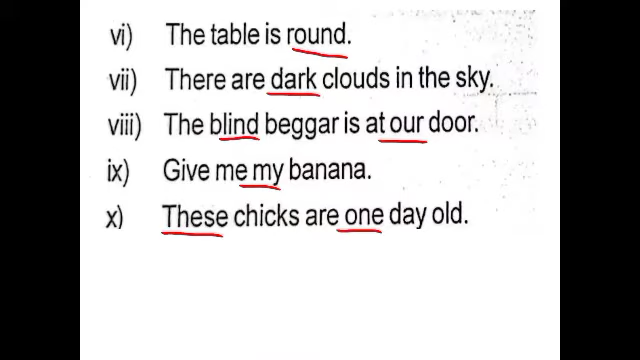 vi) The table is round.
vii) There are dark clouds in the sky.
viii) The blind beggar is at our door.
ix) Give me my banana.
x) These chicks are one day old.